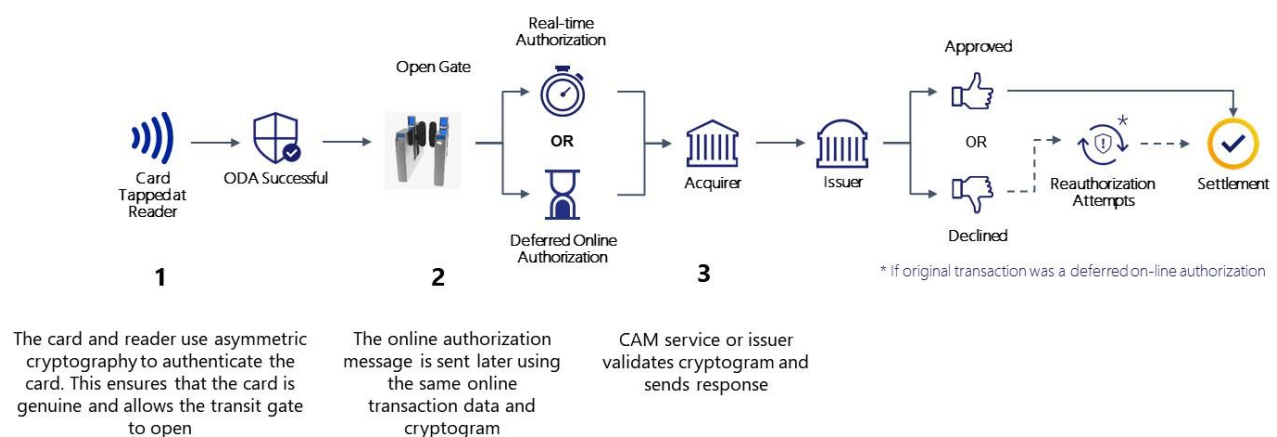 Real-time
Authorization
Approved
Open Gate
OR
OR
Card
Tapped at
Reader
ODA Successful
Acquirer
Issuer
Reauthorization
Attempts
*
Settlement
Deferred Online
Authorization
Declined
1
2
3
* If original transaction was a deferred on-line authorization
The card and reader use asymmetric
cryptography to authenticate the
card. This ensures that the card is
genuine and allows the transit gate
to open
The online authorization
message is sent later using
the same online
transaction data and
cryptogram
CAM service or issuer
validates cryptogram and
sends response